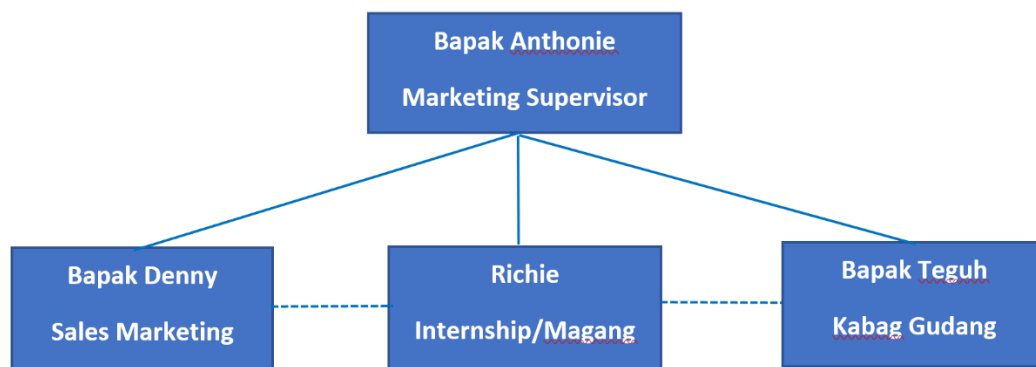 Bapak Anthonie
Marketing Supervisor
Bapak Denny
Sales Marketing
Richie
Internship/Magang
Bapak Teguh
Kabag Gudang